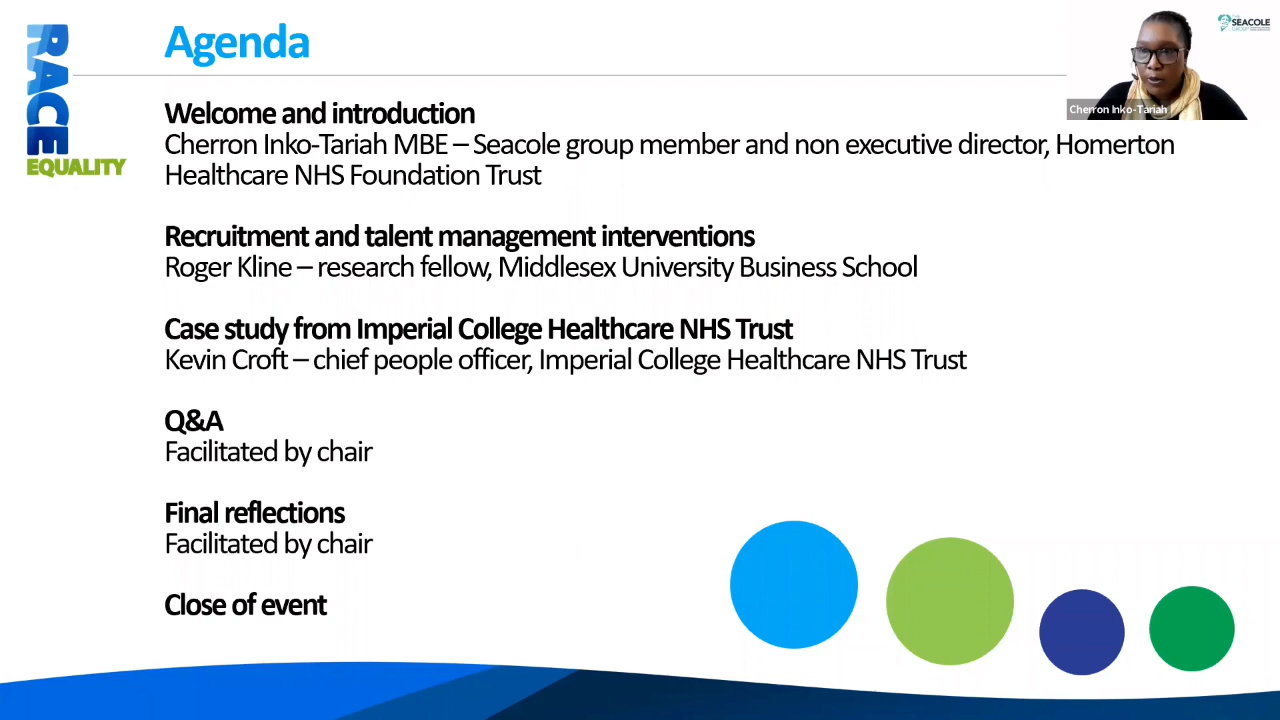 RACE
EQUALITY
Agenda
SEACOLE
GROUP
Cherron Inko-Tariah
Welcome and introduction
Cherron Inko-Tariah MBE – Seacole group member and non executive director, Homerton
Healthcare NHS Foundation Trust
Recruitment and talent management interventions
Roger Kline – research fellow, Middlesex University Business School
Case study from Imperial College Healthcare NHS Trust
Kevin Croft – chief people officer, Imperial College Healthcare NHS Trust
Q&A
Facilitated by chair
Final reflections
Facilitated by chair
Close of event